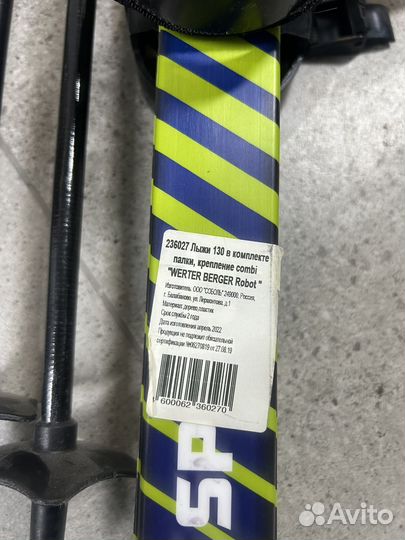 236027 Лыжи 130 в комплекте
палки, крепление combi
"WERTER BERGER Robot "
Изготовитель: ООО "СОБОЛЬ" 249000, Россия,
г. Балабаново, ул. Лермонтова, д.1
Материал: дерево,пластик
Срок службы 2 года
Дата изготовления апрель 2022
Продукция не подлежит обязательной
сертификации
1 600062 360270
SP
Avito